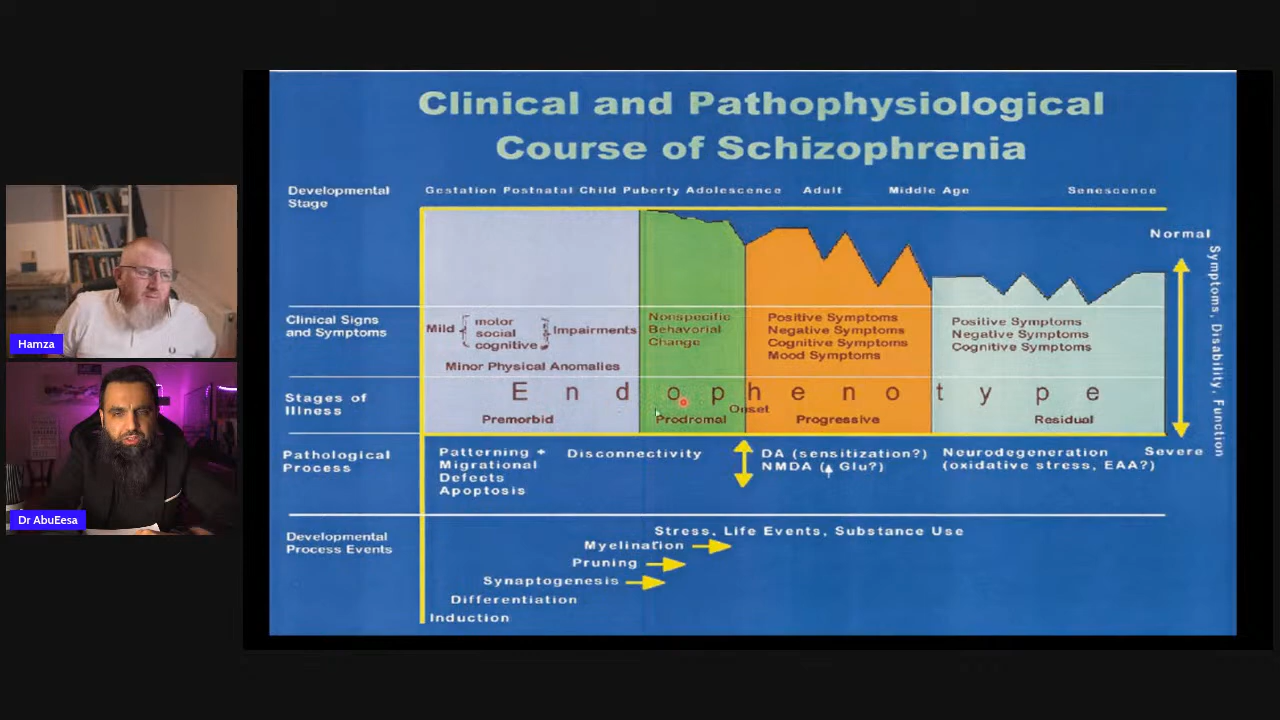 Clinical and Pathophysiological
Course of Schizophrenia
Developmental
Stage
Gestation Postnatal Child Puberty Adolescence Adult Middle Age Senescence
Normal
Symptoms, Disability, Function
Severe
Clinical Signs
and Symptoms
Mild { motor
social
cognitive } Impairments
Minor Physical Anomalies
Nonspecific
Behavorial
Change
Positive Symptoms
Negative Symptoms
Cognitive Symptoms
Mood Symptoms
Positive Symptoms
Negative Symptoms
Cognitive Symptoms
Stages of
Illness
Endophenotype
Premorbid
Prodromal
Onset
Progressive
Residual
Pathological
Process
Patterning +
Migrational
Defects
Apoptosis
Disconnectivity
DA (sensitization?)
NMDA (↑ Glu?)
Neurodegeneration
(oxidative stress, EAA?)
Developmental
Process Events
Stress, Life Events, Substance Use
Myelination
Pruning
Synaptogenesis
Differentiation
Induction
Hamza
Dr AbuEesa